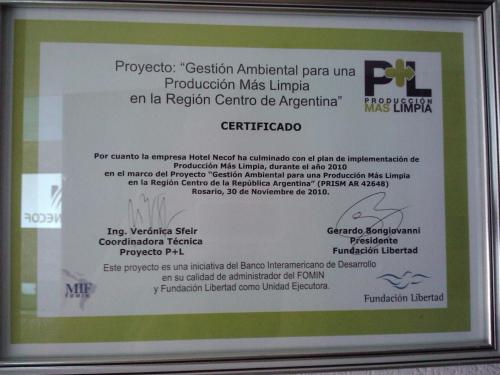 Proyecto: "Gestión Ambiental para una
Producción Más Limpia
en la Región Centro de Argentina"
P+L
PRODUCCIÓN
MAS LIMPIA
CERTIFICADO
Por cuanto la empresa Hotel Necof ha culminado con el plan de implementación de
Producción Más Limpia, durante el año 2010
en el marco del Proyecto "Gestión Ambiental para una Producción Más Limpia
en la Región Centro de la República Argentina" (PRISM AR 42648)
Rosario, 30 de Noviembre de 2010.
NECOF
Ing. Verónica Sfeir
Coordinadora Técnica
Proyecto P+L
Gerardo Bongiovanni
Presidente
Fundación Libertad
Este proyecto es una iniciativa del Banco Interamericano de Desarrollo
en su calidad de administrador del FOMIN
y Fundación Libertad como Unidad Ejecutora.
MIF
FOMIN
Fundación Libertad